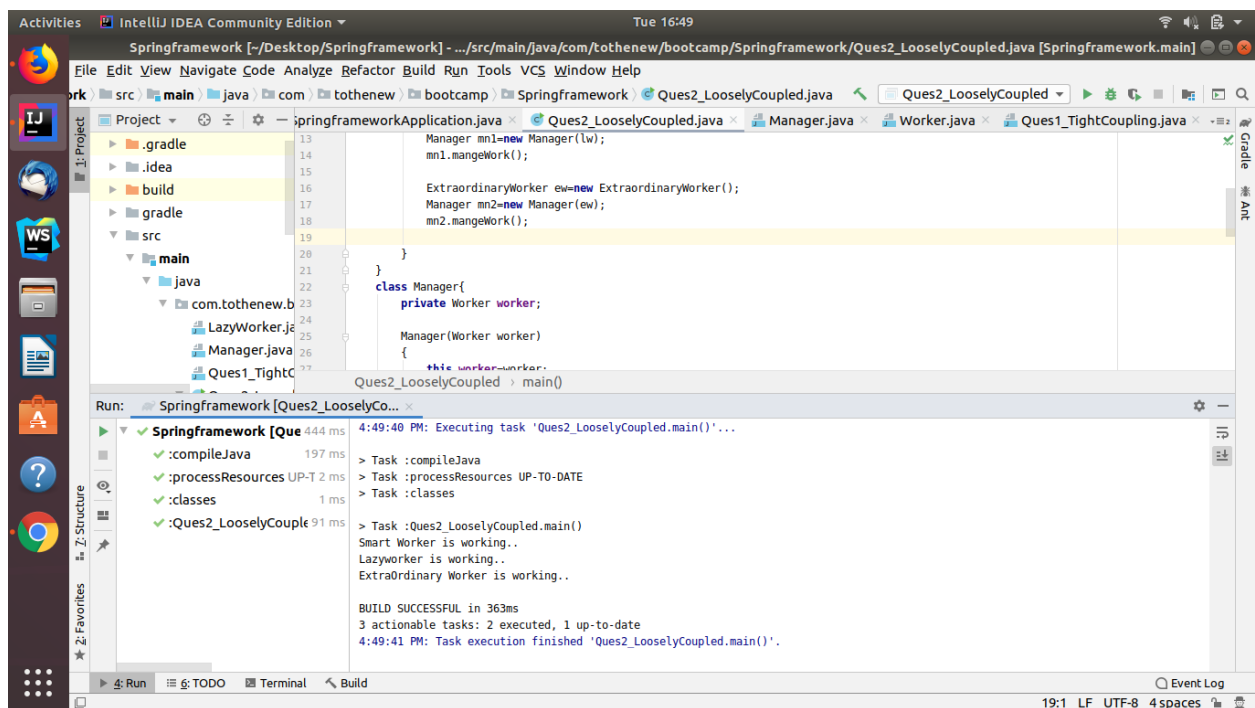 Activities IntelliJ IDEA Community Edition Tue 16:49
Springframework [~/Desktop/Springframework] - .../src/main/java/com/tothenew/bootcamp/Springframework/Ques2_LooselyCoupled.java [Springframework.main]
File Edit View Navigate Code Analyze Refactor Build Run Tools VCS Window Help
ork src main java com tothenew bootcamp Springframework Ques2_LooselyCoupled.java Ques2_LooselyCoupled
1: Project
Project
SpringframeworkApplication.java Ques2_LooselyCoupled.java Manager.java Worker.java Ques1_TightCoupling.java
Gradle
Ant
.gradle
.idea
build
gradle
src
main
java
com.tothenew.b
LazyWorker.ja
Manager.java
Ques1_TightC
13 Manager mn1=new Manager(lw);
14 mn1.mangeWork();
15
16 ExtraordinaryWorker ew=new ExtraordinaryWorker();
17 Manager mn2=new Manager(ew);
18 mn2.mangeWork();
19
20 }
21 }
22 class Manager{
23 private Worker worker;
24
25 Manager(Worker worker)
26 {
27 this.worker=worker;
Ques2_LooselyCoupled main()
Run: Springframework [Ques2_LooselyCo...
Springframework [Que 444 ms
:compileJava 197 ms
:processResources UP-T 2 ms
:classes 1 ms
:Ques2_LooselyCouple 91 ms
4:49:40 PM: Executing task 'Ques2_LooselyCoupled.main()'...
> Task :compileJava
> Task :processResources UP-TO-DATE
> Task :classes
> Task :Ques2_LooselyCoupled.main()
Smart Worker is working..
Lazyworker is working..
ExtraOrdinary Worker is working..
BUILD SUCCESSFUL in 363ms
3 actionable tasks: 2 executed, 1 up-to-date
4:49:41 PM: Task execution finished 'Ques2_LooselyCoupled.main()'.
Z: Structure
2: Favorites
4: Run 6: TODO Terminal Build Event Log
19:1 LF UTF-8 4 spaces
IJ
WS